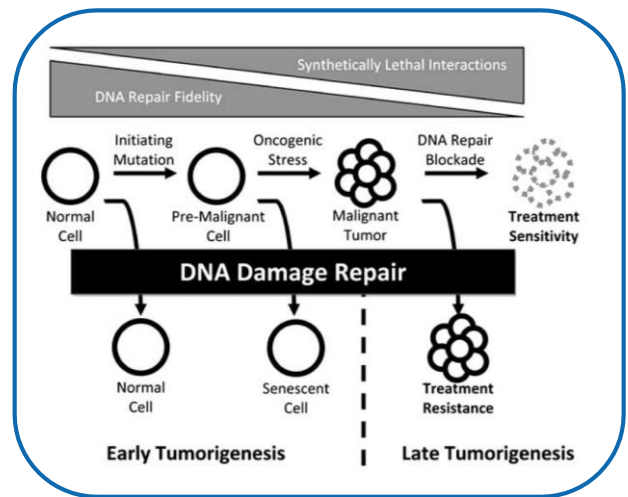 Synthetically Lethal Interactions
DNA Repair Fidelity
Initiating
Mutation
Oncogenic
Stress
DNA Repair
Blockade
Normal
Cell
Pre-Malignant
Cell
Malignant
Tumor
Treatment
Sensitivity
DNA Damage Repair
Normal
Cell
Senescent
Cell
Treatment
Resistance
Early Tumorigenesis
Late Tumorigenesis